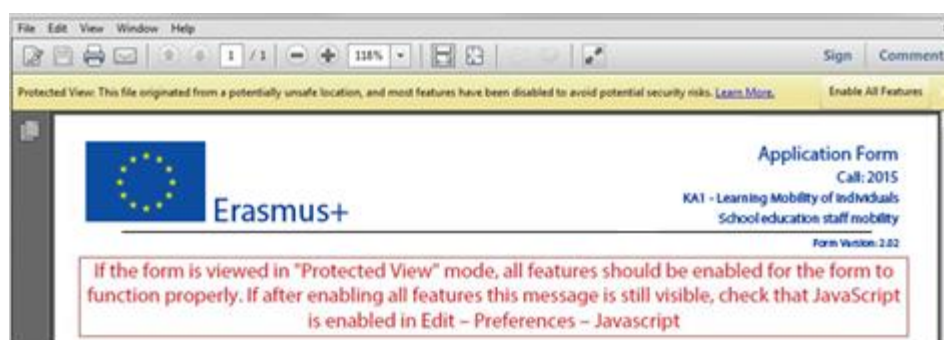 File Edit View Window Help
1 / 1 118% Sign Comment
Protected View: This file originated from a potentially unsafe location, and most features have been disabled to avoid potential security risks. Learn More. Enable All Features
Application Form
Call: 2015
KA1 - Learning Mobility of Individuals
Erasmus+
School education staff mobility
Form Version: 2.02
If the form is viewed in "Protected View" mode, all features should be enabled for the form to
function properly. If after enabling all features this message is still visible, check that JavaScript
is enabled in Edit – Preferences – Javascript